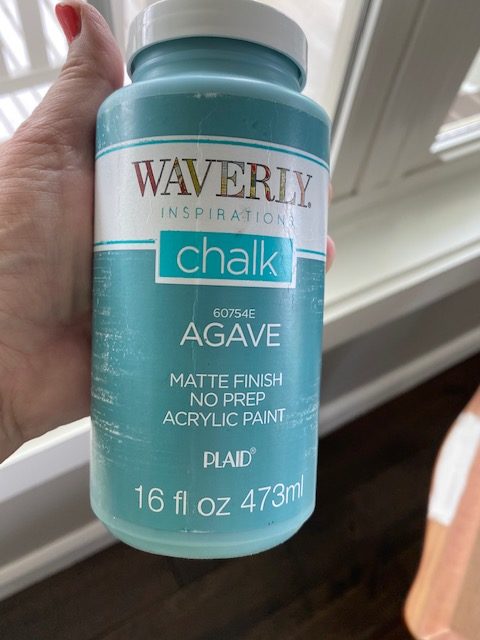 WAVERLY®
INSPIRATIONS
chalk
60754E
AGAVE
MATTE FINISH
NO PREP
ACRYLIC PAINT
PLAID®
16 fl oz 473ml